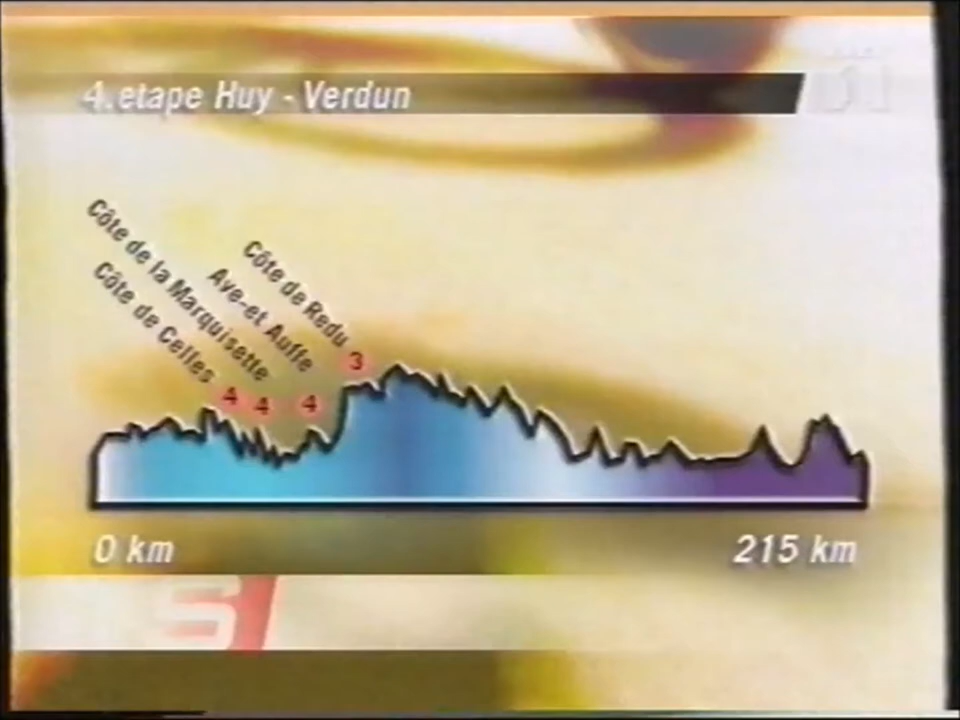 4.etape Huy - Verdun
Côte de la Marquisette
Côte de Celles
Ave-et Auffe
Côte de Redu
4
4
4
3
0 km
215 km
S